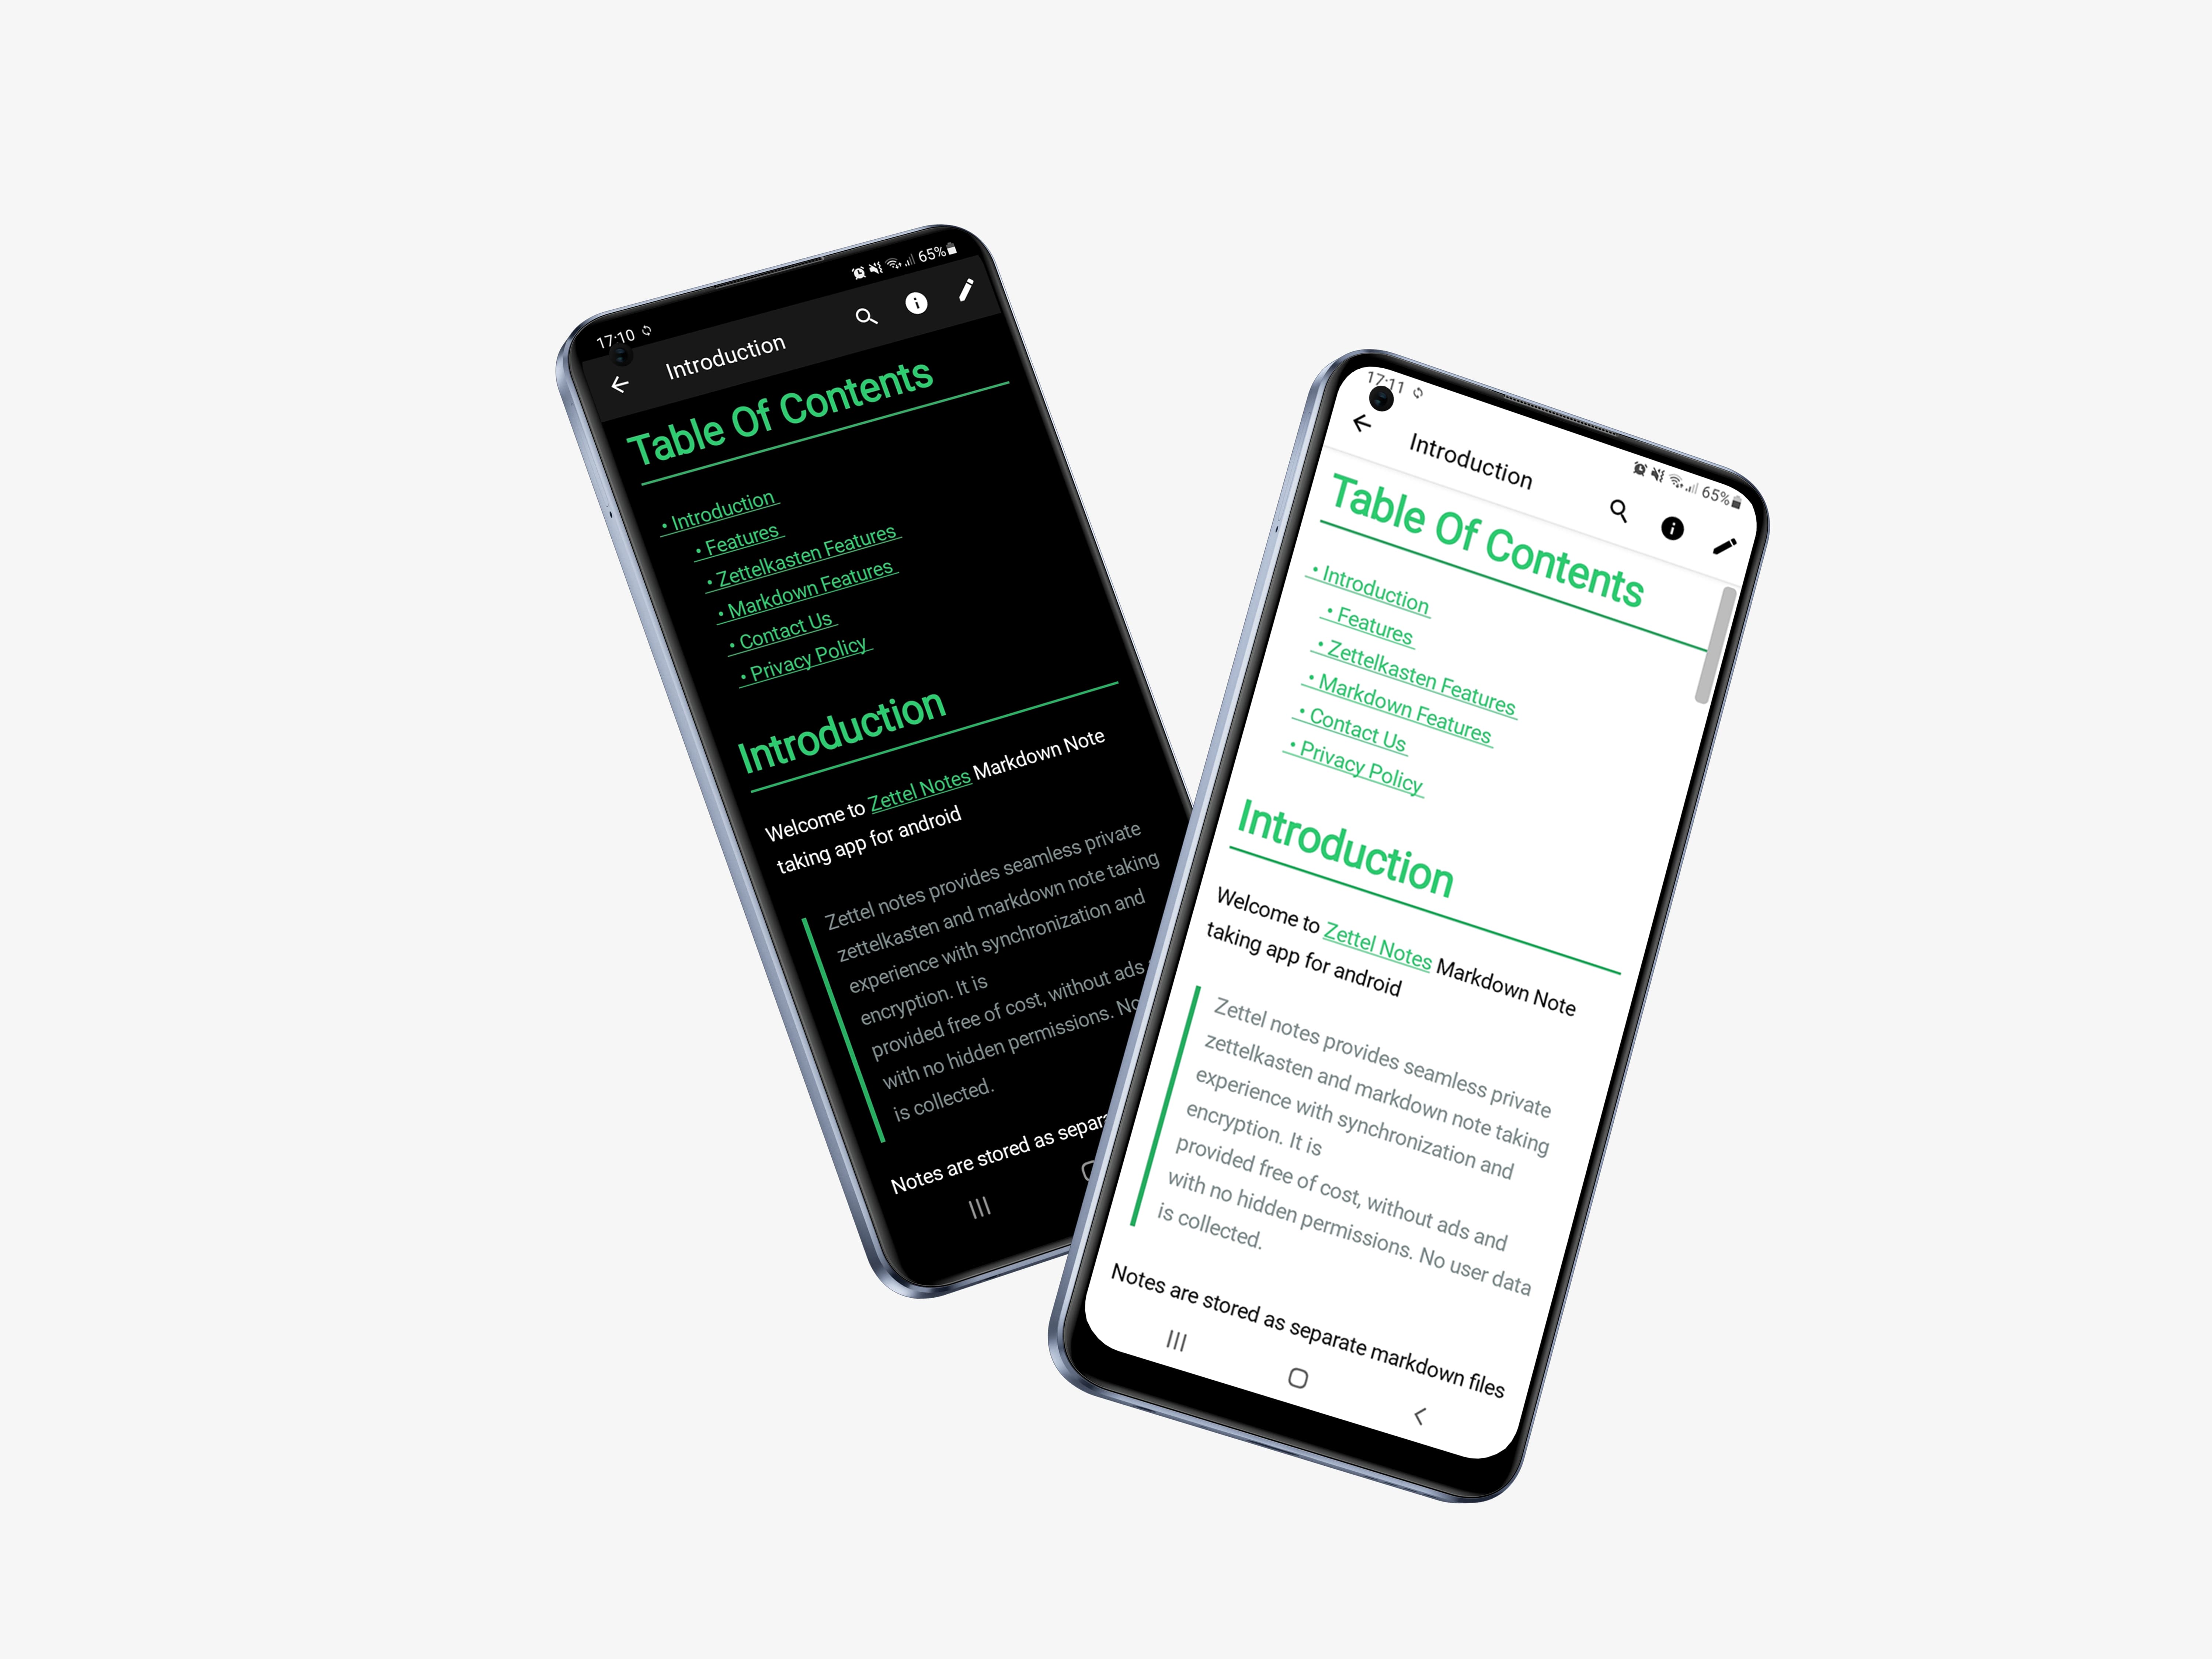 17:10
65%
Introduction
Table Of Contents
• Introduction
• Features
• Zettelkasten Features
• Markdown Features
• Contact Us
• Privacy Policy
Introduction
Welcome to Zettel Notes Markdown Note
taking app for android
Zettel notes provides seamless private
zettelkasten and markdown note taking
experience with synchronization and
encryption. It is
provided free of cost, without ads
with no hidden permissions. No
is collected.
Notes are stored as separa
17:11
65%
Introduction
Table Of Contents
• Introduction
• Features
• Zettelkasten Features
• Markdown Features
• Contact Us
• Privacy Policy
Introduction
Welcome to Zettel Notes Markdown Note
taking app for android
Zettel notes provides seamless private
zettelkasten and markdown note taking
experience with synchronization and
encryption. It is
provided free of cost, without ads and
with no hidden permissions. No user data
is collected.
Notes are stored as separate markdown files